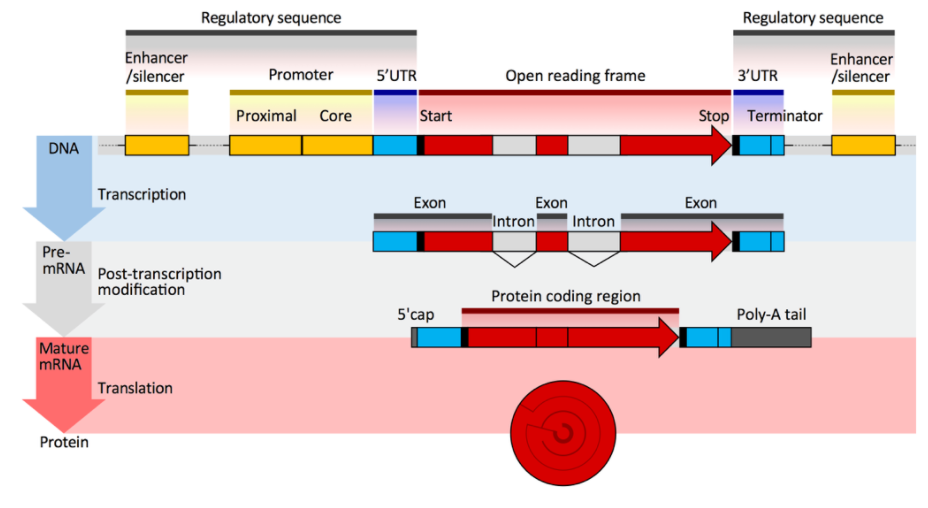 Regulatory sequence
Regulatory sequence
Enhancer
/silencer
Promoter
5’UTR
Open reading frame
3’UTR
Enhancer
/silencer
Proximal
Core
Start
Stop
Terminator
DNA
Transcription
Exon
Exon
Exon
Intron
Intron
Pre-
mRNA
Post-transcription
modification
Protein coding region
5'cap
Poly-A tail
Mature
mRNA
Translation
Protein